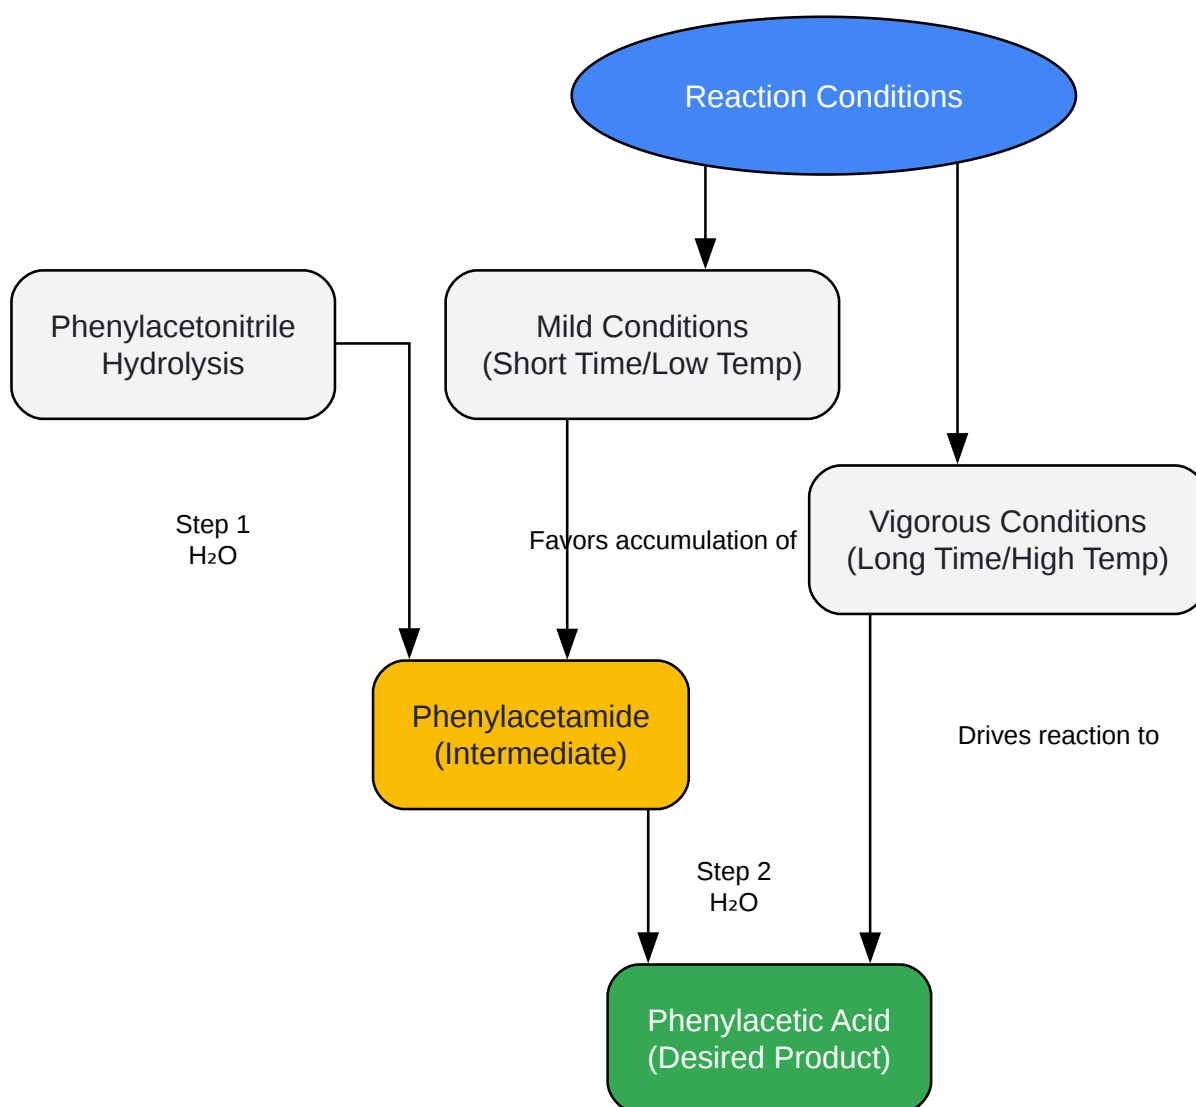 Reaction Conditions
Phenylacetonitrile
Hydrolysis
Mild Conditions
(Short Time/Low Temp)
Vigorous Conditions
(Long Time/High Temp)
Step 1
H₂O
Favors accumulation of
Phenylacetamide
(Intermediate)
Drives reaction to
Step 2
H₂O
Phenylacetic Acid
(Desired Product)